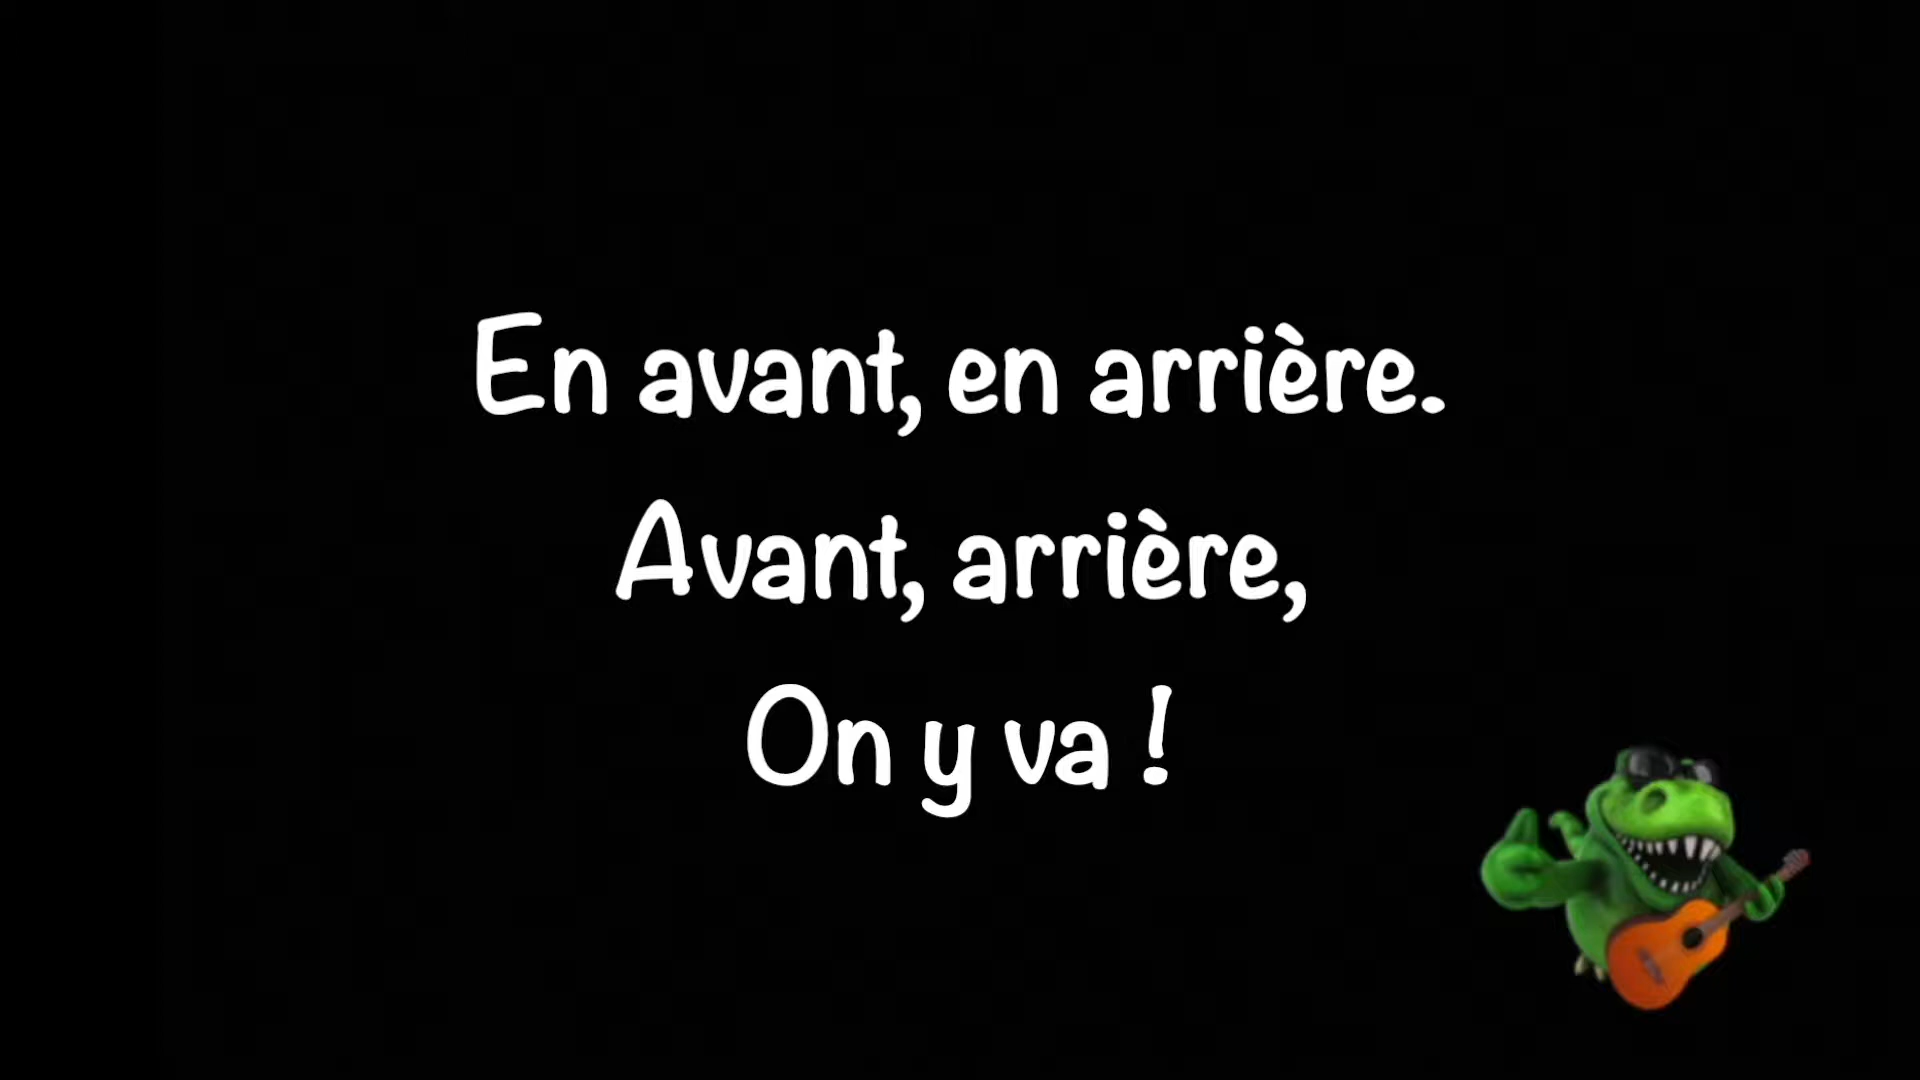 En avant, en arrière.
Avant, arrière,
On y va !